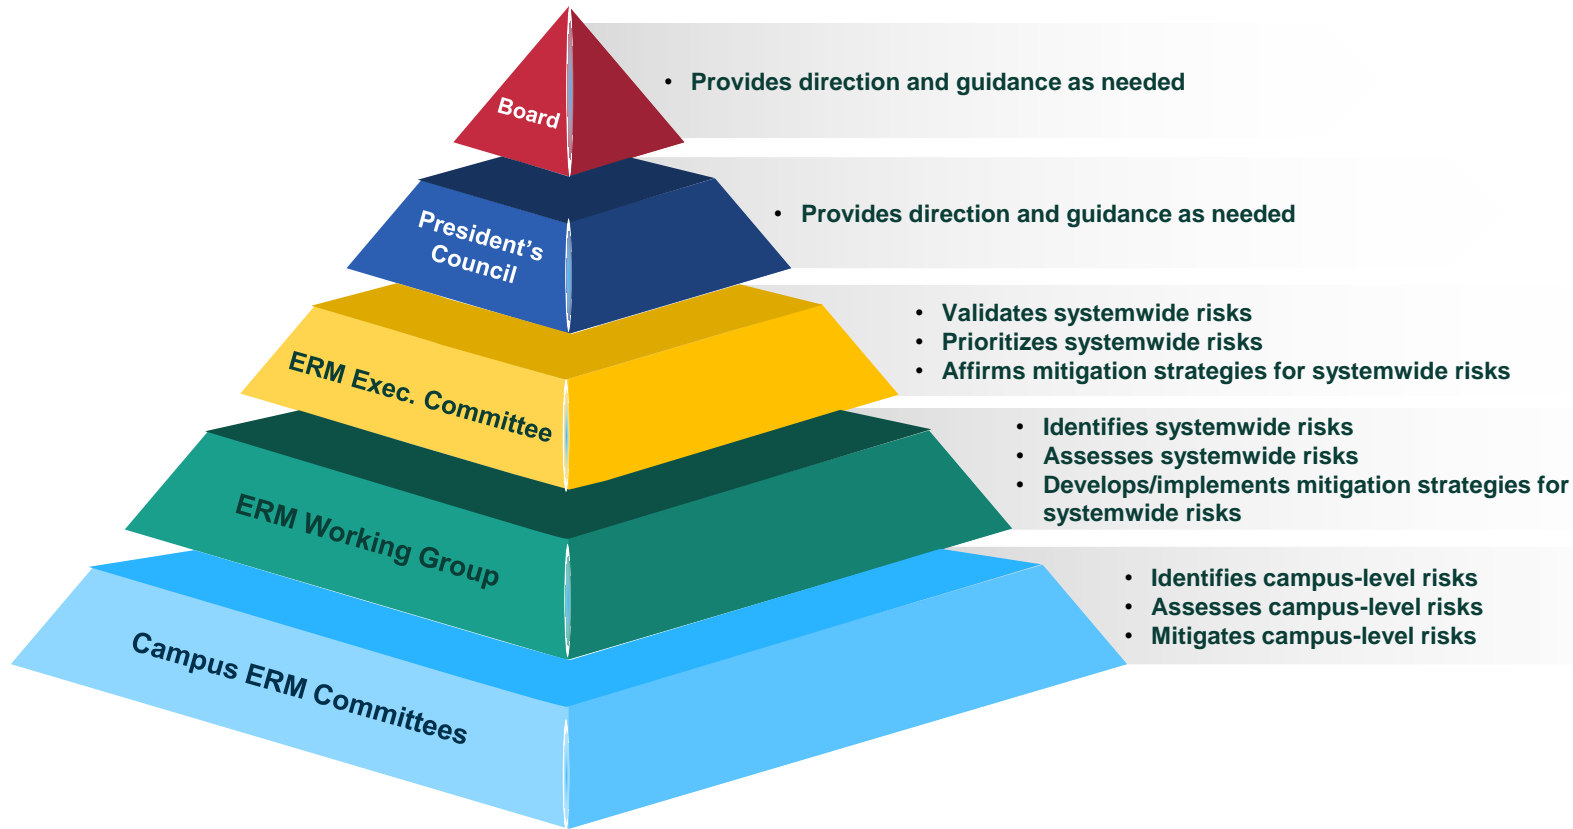 Board
• Provides direction and guidance as needed
President’s
Council
• Provides direction and guidance as needed
ERM Exec. Committee
• Validates systemwide risks
• Prioritizes systemwide risks
• Affirms mitigation strategies for systemwide risks
ERM Working Group
• Identifies systemwide risks
• Assesses systemwide risks
• Develops/implements mitigation strategies for
systemwide risks
Campus ERM Committees
• Identifies campus-level risks
• Assesses campus-level risks
• Mitigates campus-level risks